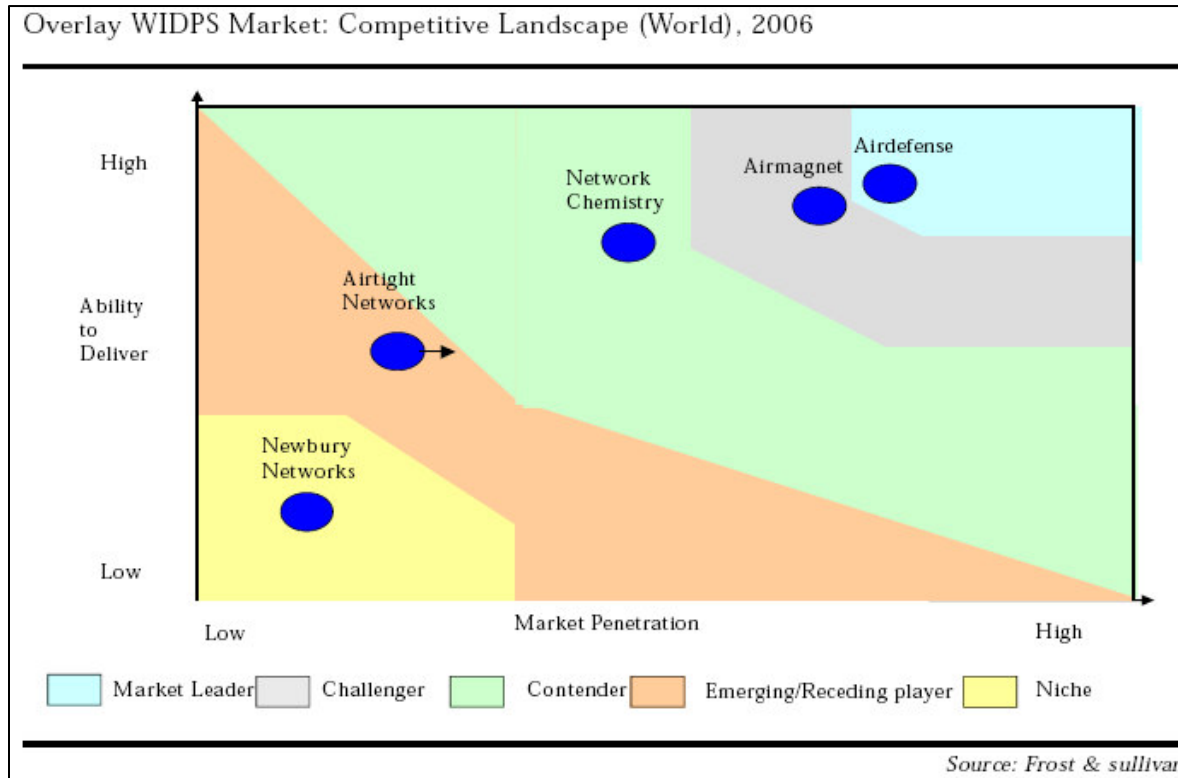 Overlay WIDPS Market: Competitive Landscape (World), 2006
High
Airdefense
Airmagnet
Network
Chemistry
Airtight
Networks
Ability
to
Deliver
Newbury
Networks
Low
Low
Market Penetration
High
Market Leader
Challenger
Contender
Emerging/Receding player
Niche
Source: Frost & sullivan